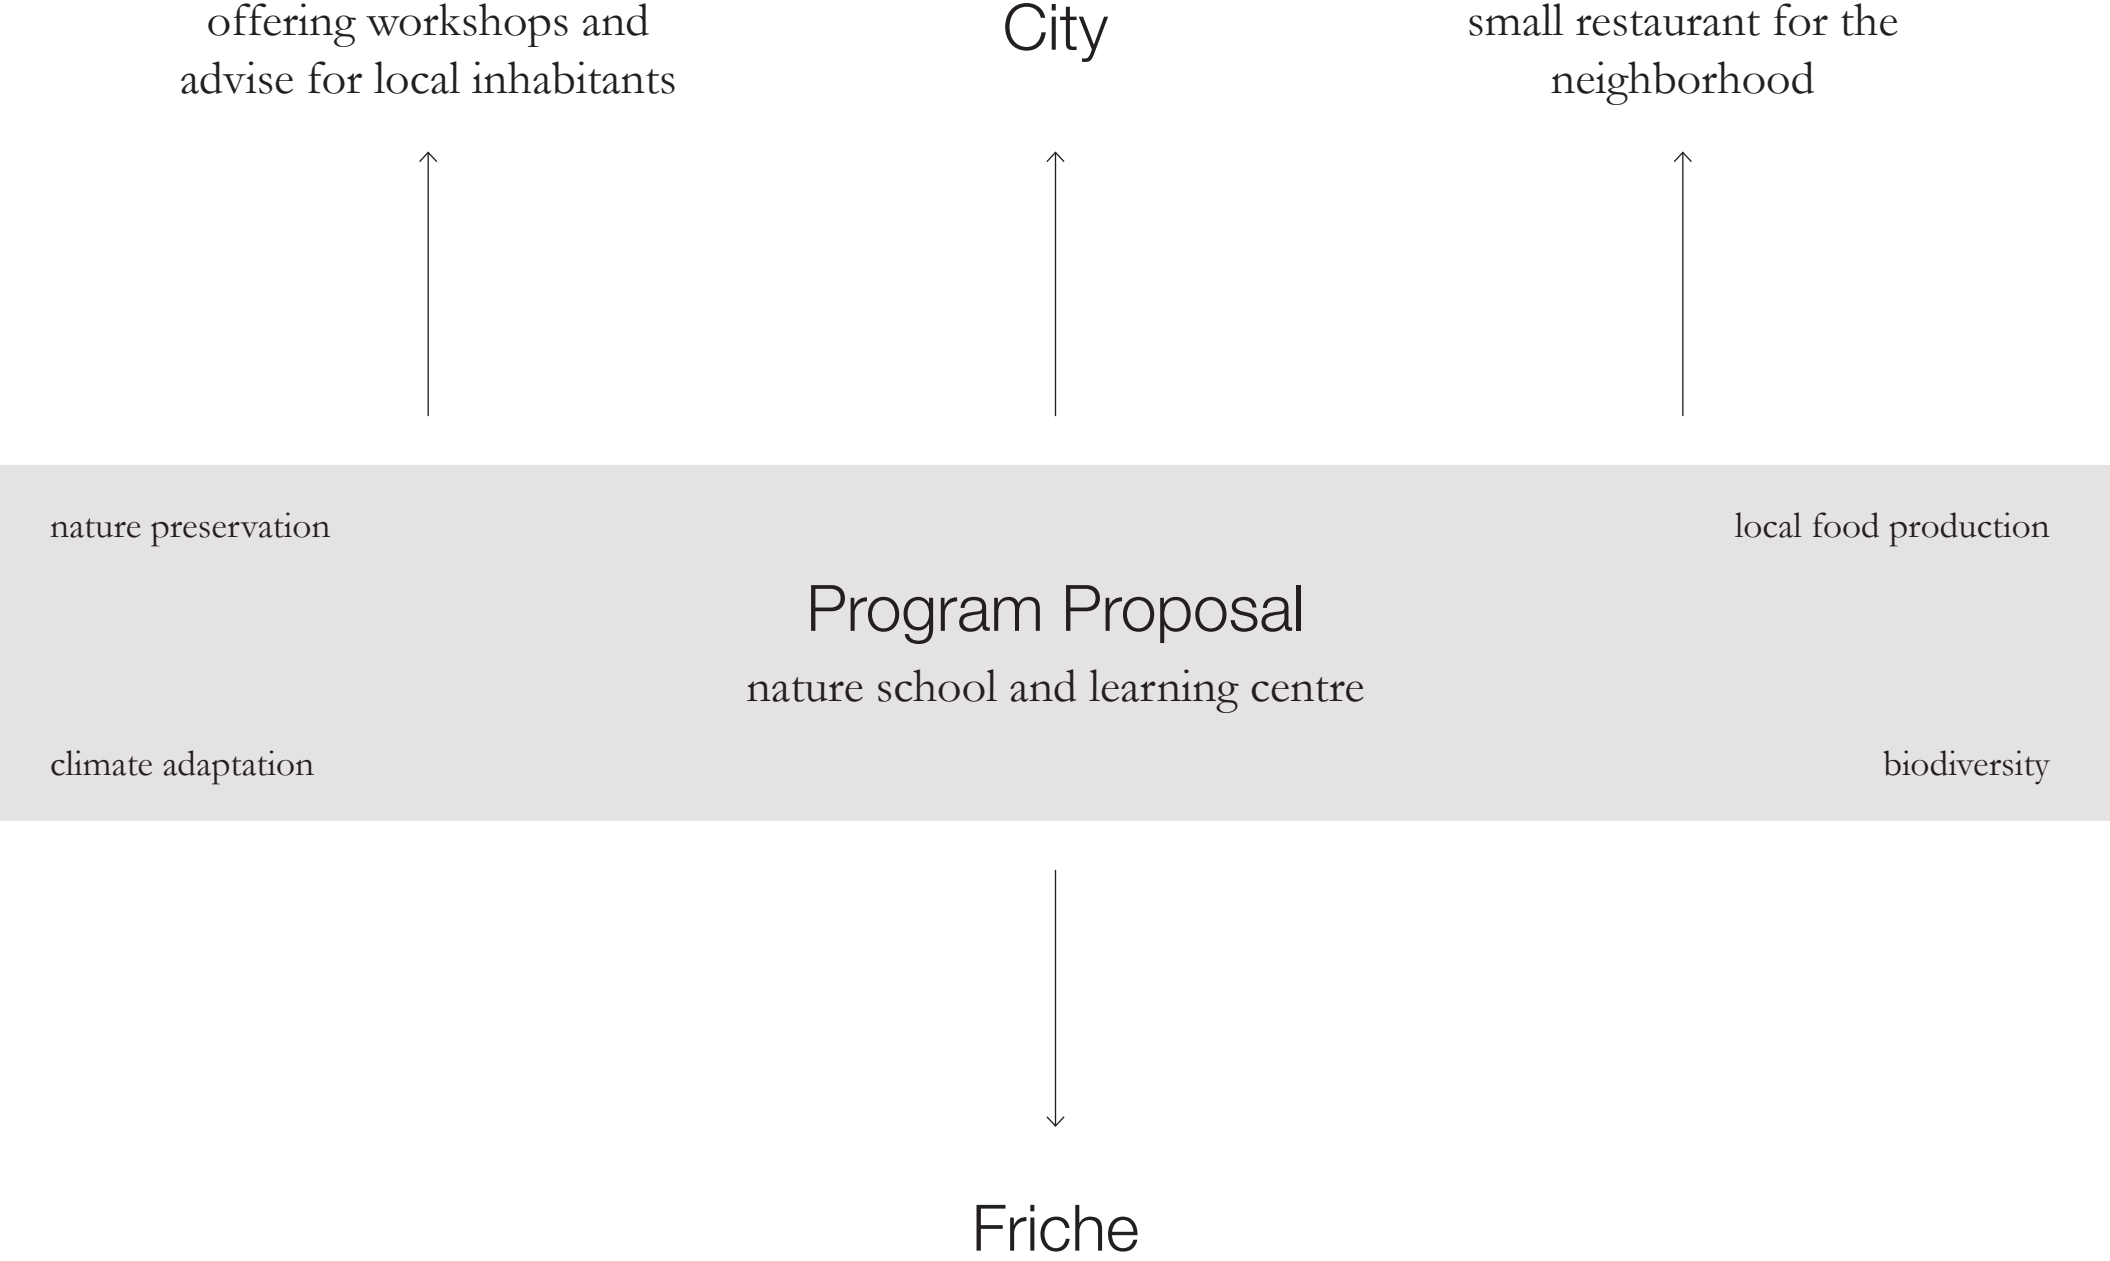 offering workshops and
advise for local inhabitants
City
small restaurant for the
neighborhood
nature preservation
local food production
Program Proposal
nature school and learning centre
climate adaptation
biodiversity
Friche